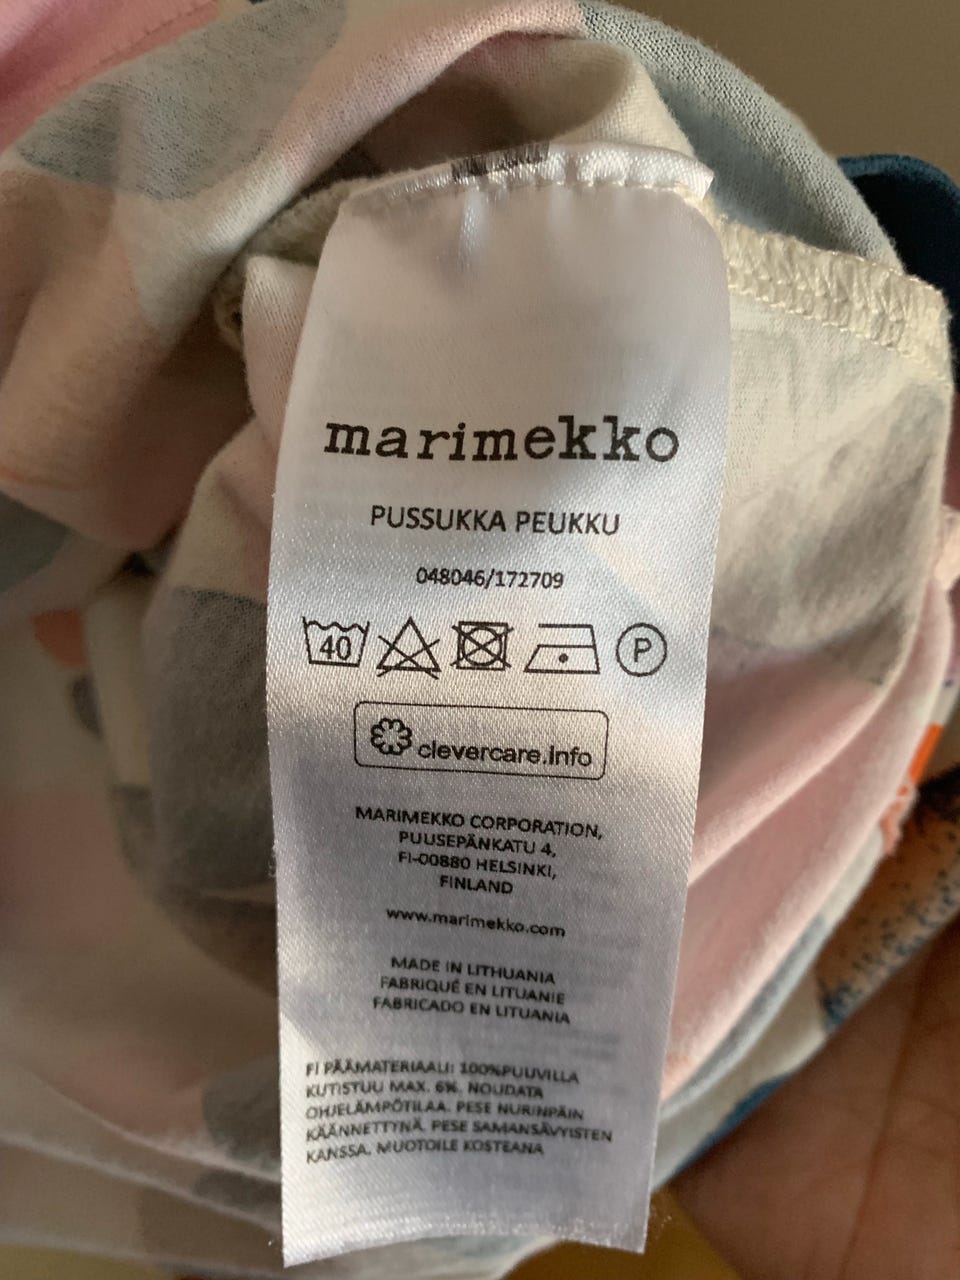 marimekko
PUSSUKKA PEUKKU
048046/172709
40
P
clevercare.info
MARIMEKKO CORPORATION,
PUUSEPÄNKATU 4,
FI-00880 HELSINKI,
FINLAND
www.marimekko.com
MADE IN LITHUANIA
FABRIQUÉ EN LITUANIE
FABRICADO EN LITUANIA
FI PÄÄMATERIAALI: 100%PUUVILLA
KUTISTUU MAX. 6%. NOUDATA
OHJELÄMPÖTILAA. PESE NURINPÄIN
KÄÄNNETTYNÄ. PESE SAMANSÄVYISTEN
KANSSA. MUOTOILE KOSTEANA